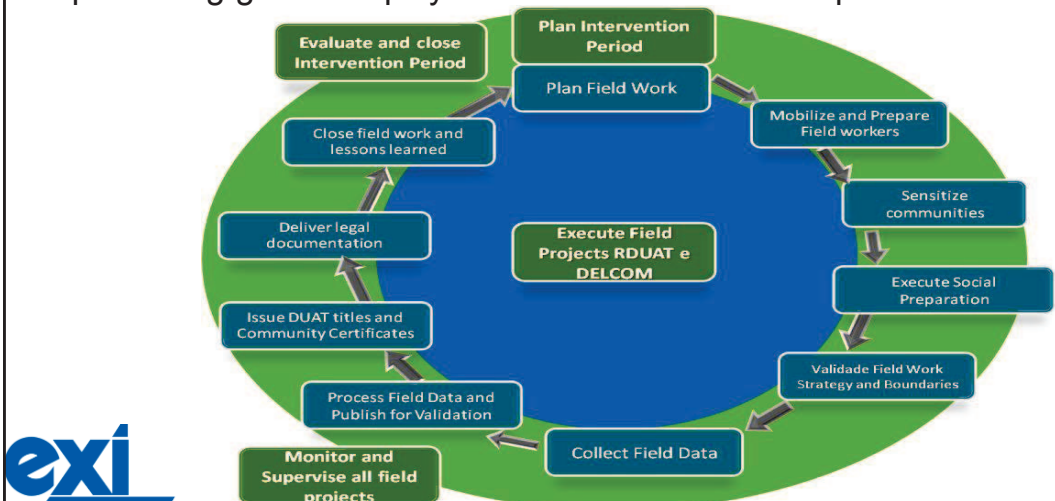 Plan Intervention
Period
Evaluate and close
Intervention Period
Plan Field Work
Mobilize and Prepare
Field workers
Close field work and
lessons learned
Sensitize
communities
Deliver legal
documentation
Execute Field
Projects RDUAT e
DELCOM
Execute Social
Preparation
Issue DUAT titles and
Community Certificates
Validade Field Work
Strategy and Boundaries
Process Field Data and
Publish for Validation
Collect Field Data
Monitor and
Supervise all field
projects
exi